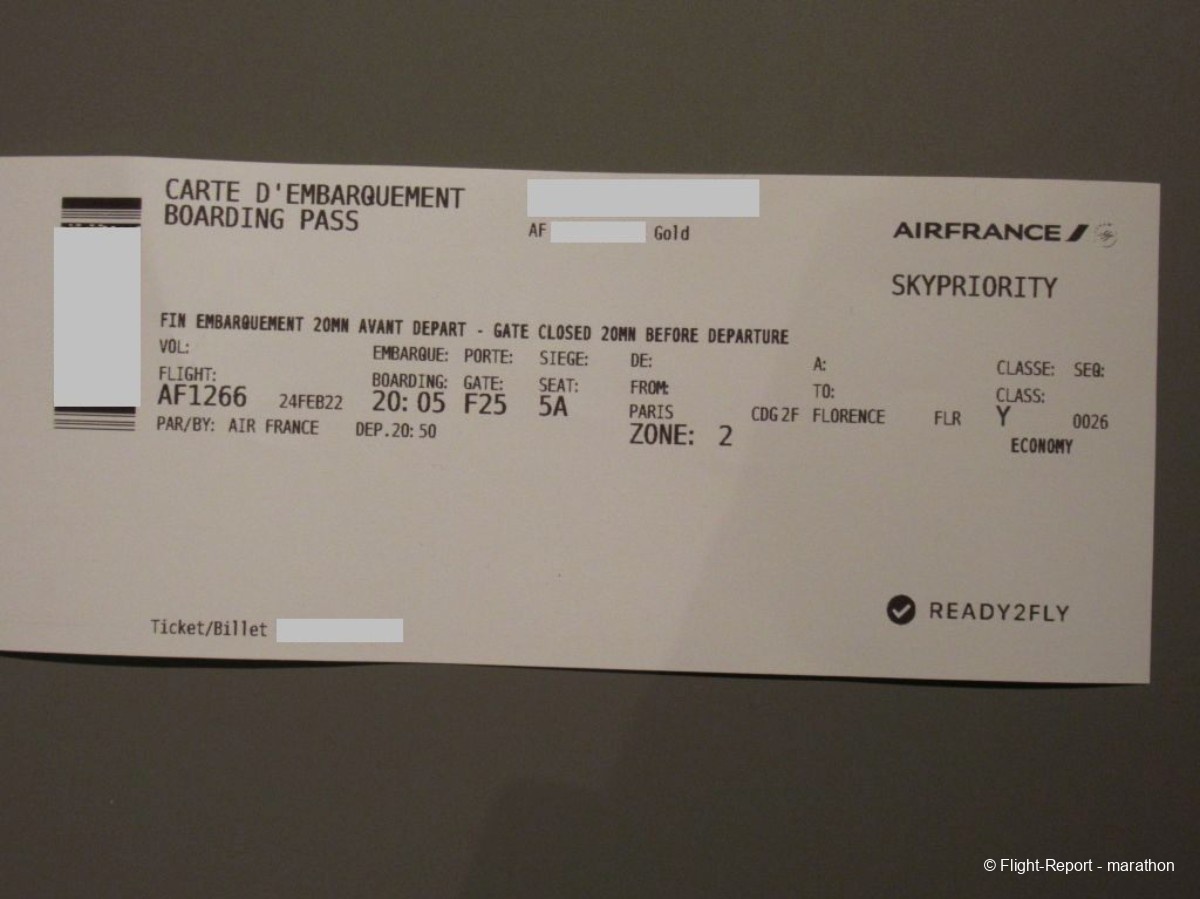 CARTE D'EMBARQUEMENT
BOARDING PASS
AF Gold
AIRFRANCE
SKYPRIORITY
FIN EMBARQUEMENT 20MN AVANT DEPART - GATE CLOSED 20MN BEFORE DEPARTURE
VOL: EMBARQUE: PORTE: SIEGE: DE: A: CLASSE: SEQ:
FLIGHT: BOARDING: GATE: SEAT: FROM: TO: CLASS:
AF1266 24FEB22 20:05 F25 5A PARIS CDG 2F FLORENCE FLR Y 0026
PAR/BY: AIR FRANCE DEP.20:50 ZONE: 2 ECONOMY
Ticket/Billet
READY2FLY
© Flight-Report - marathon